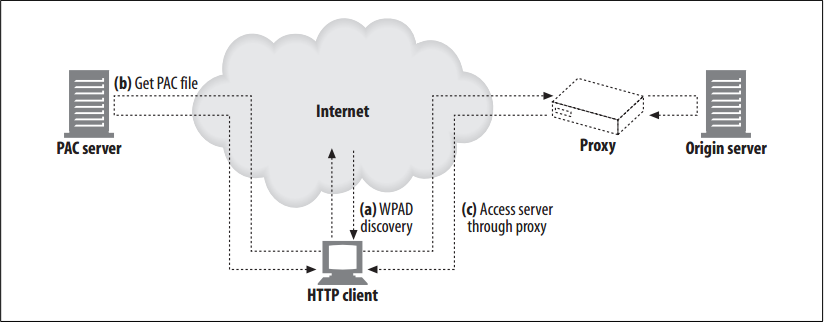 (b) Get PAC file
Internet
PAC server
Proxy
Origin server
(a) WPAD
discovery
(c) Access server
through proxy
HTTP client